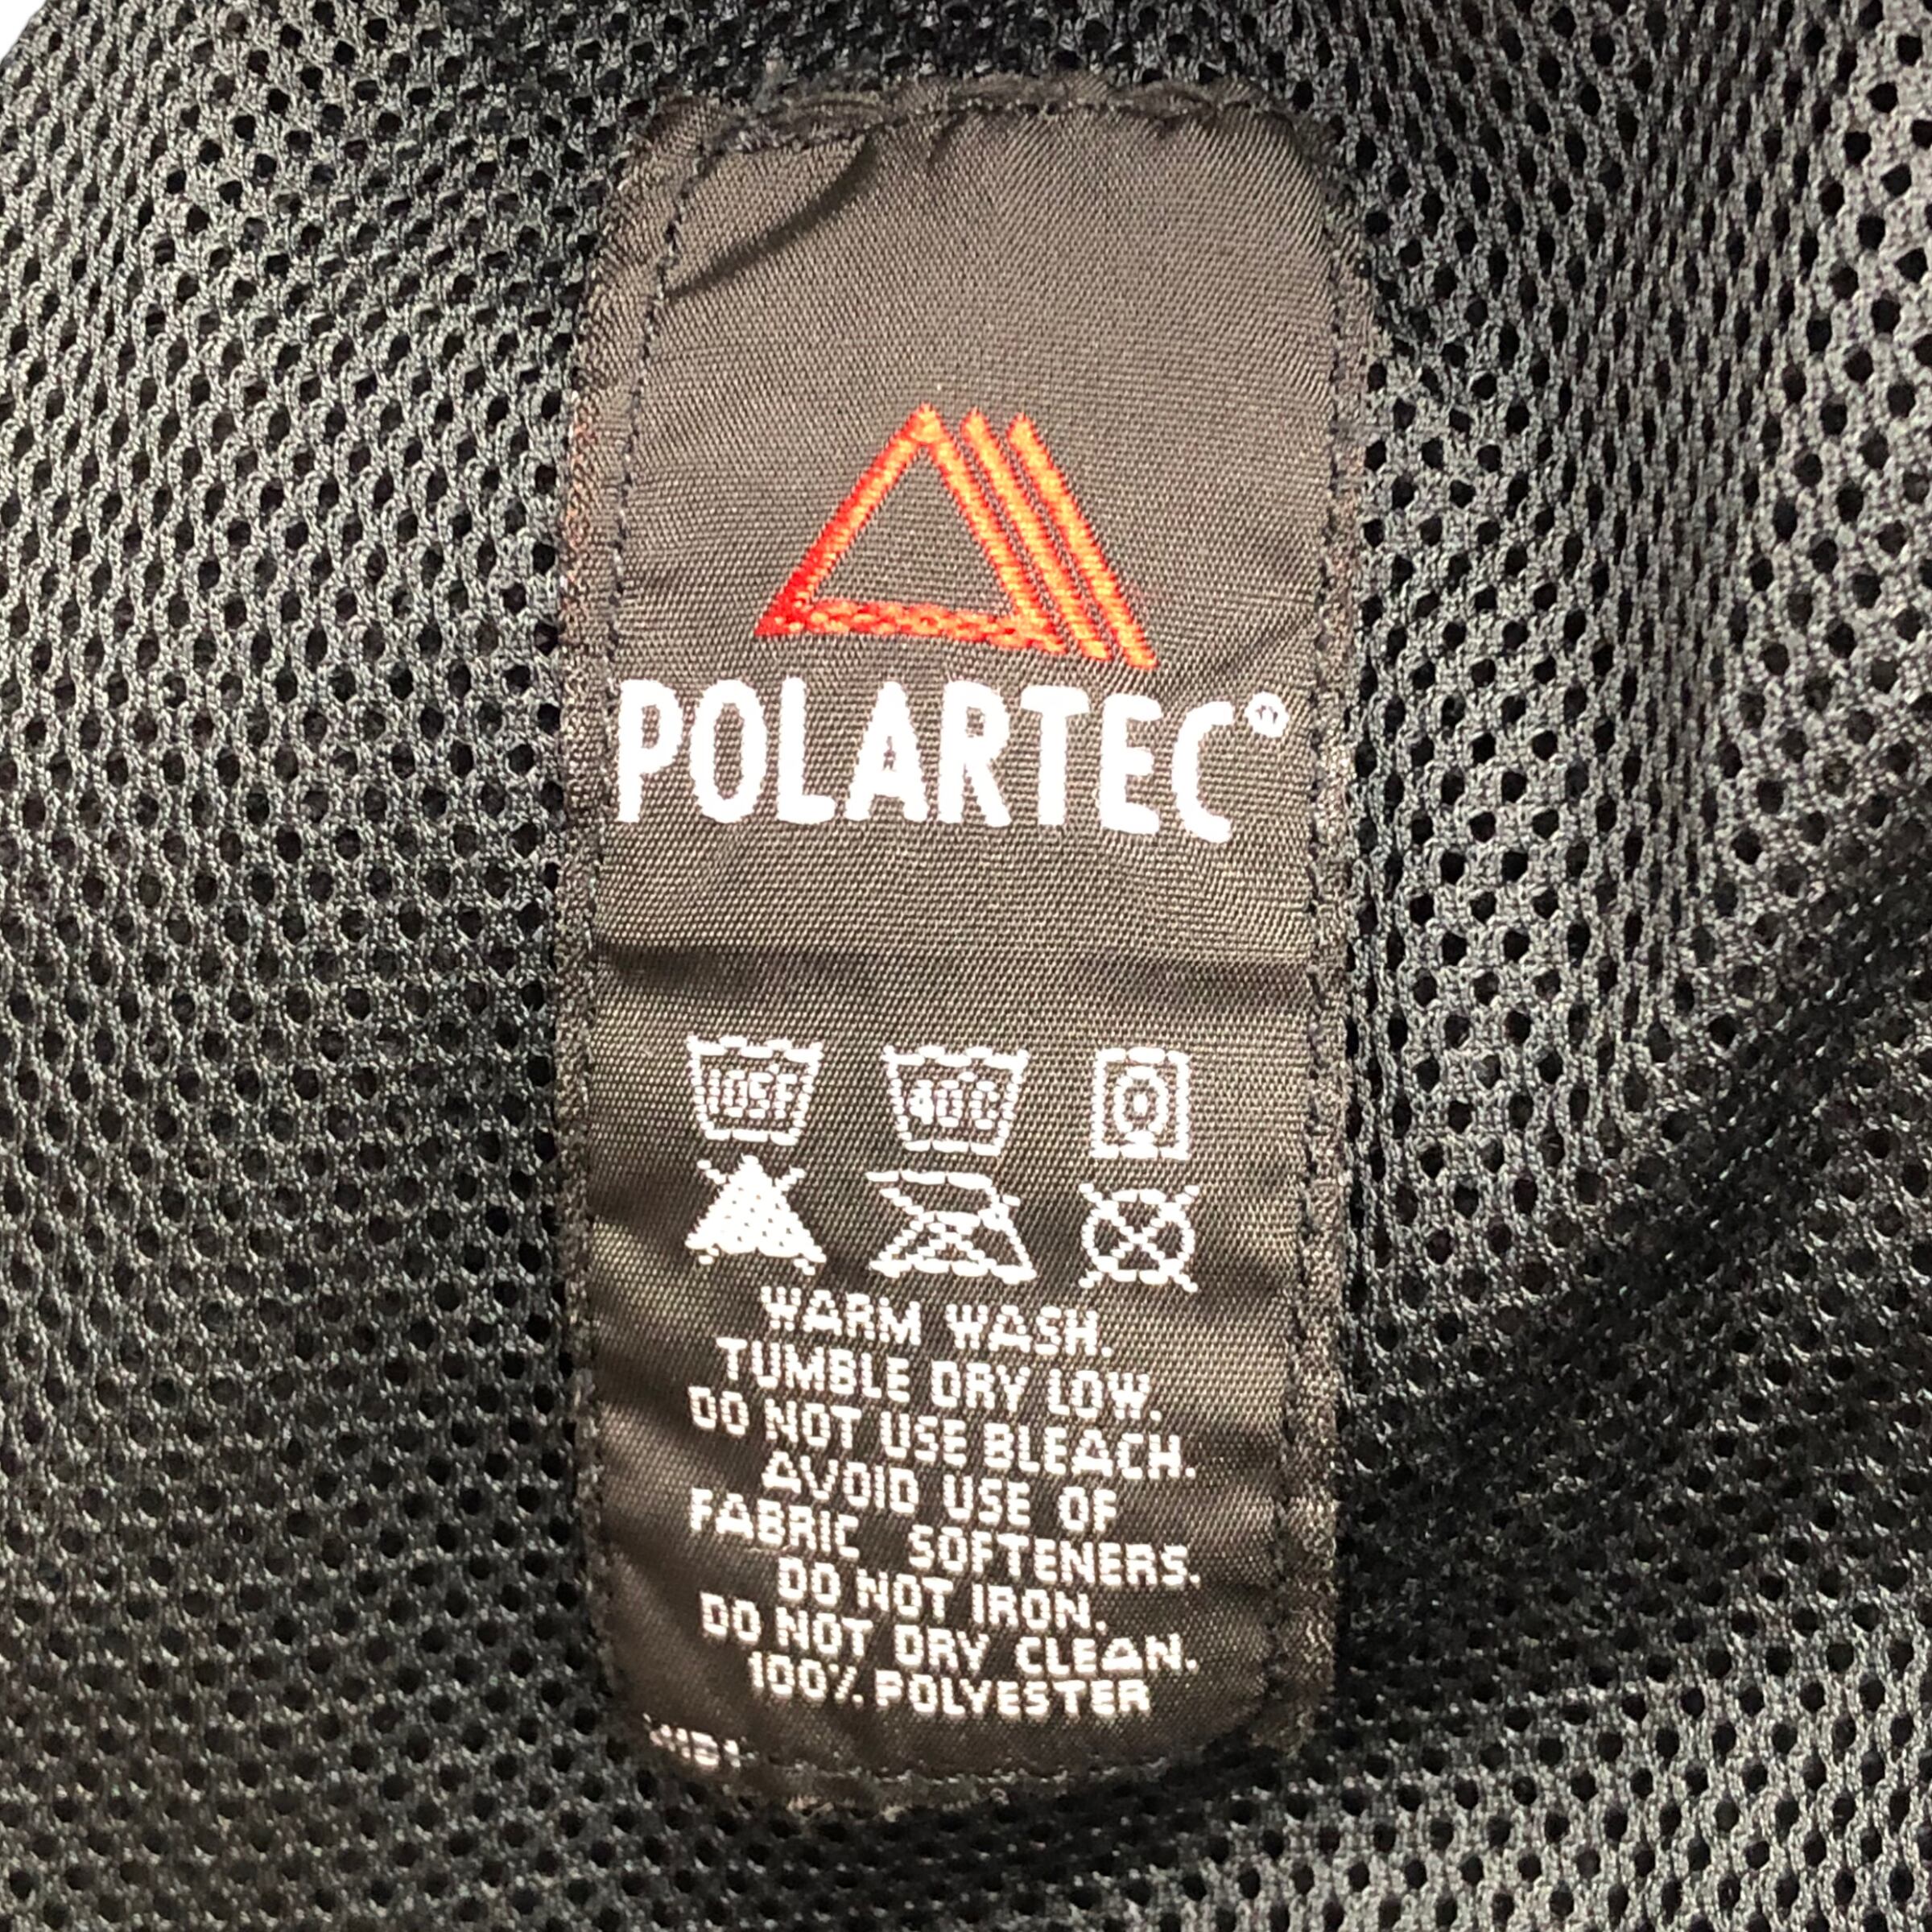 POLARTEC®
105F 40°C
WARM WASH.
TUMBLE DRY LOW.
DO NOT USE BLEACH.
AVOID USE OF
FABRIC SOFTENERS.
DO NOT IRON.
DO NOT DRY CLEAN.
100% POLYESTER